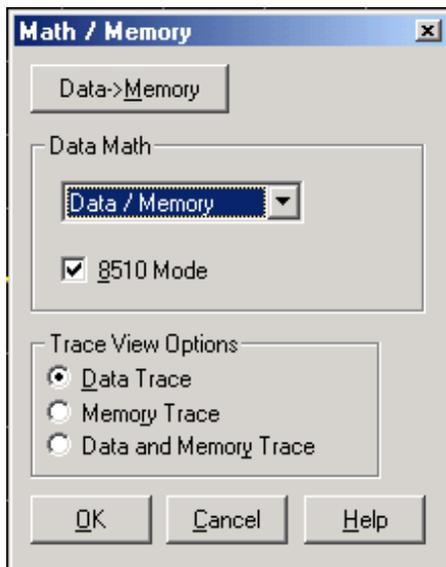 Math / Memory
Data->Memory
Data Math
Data / Memory
8510 Mode
Trace View Options
Data Trace
Memory Trace
Data and Memory Trace
OK Cancel Help